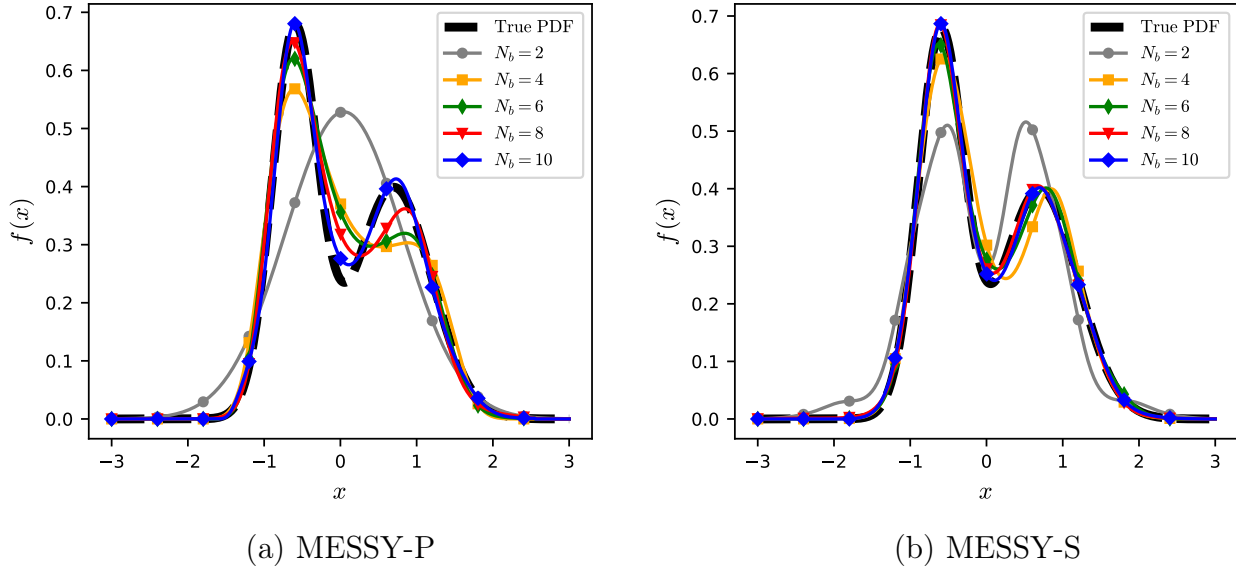 0.7
0.6
0.5
0.4
0.3
0.2
0.1
0.0
f(x)
−3 −2 −1 0 1 2 3
x
True PDF
N_b = 2
N_b = 4
N_b = 6
N_b = 8
N_b = 10
(a) MESSY-P
0.7
0.6
0.5
0.4
0.3
0.2
0.1
0.0
f(x)
−3 −2 −1 0 1 2 3
x
True PDF
N_b = 2
N_b = 4
N_b = 6
N_b = 8
N_b = 10
(b) MESSY-S